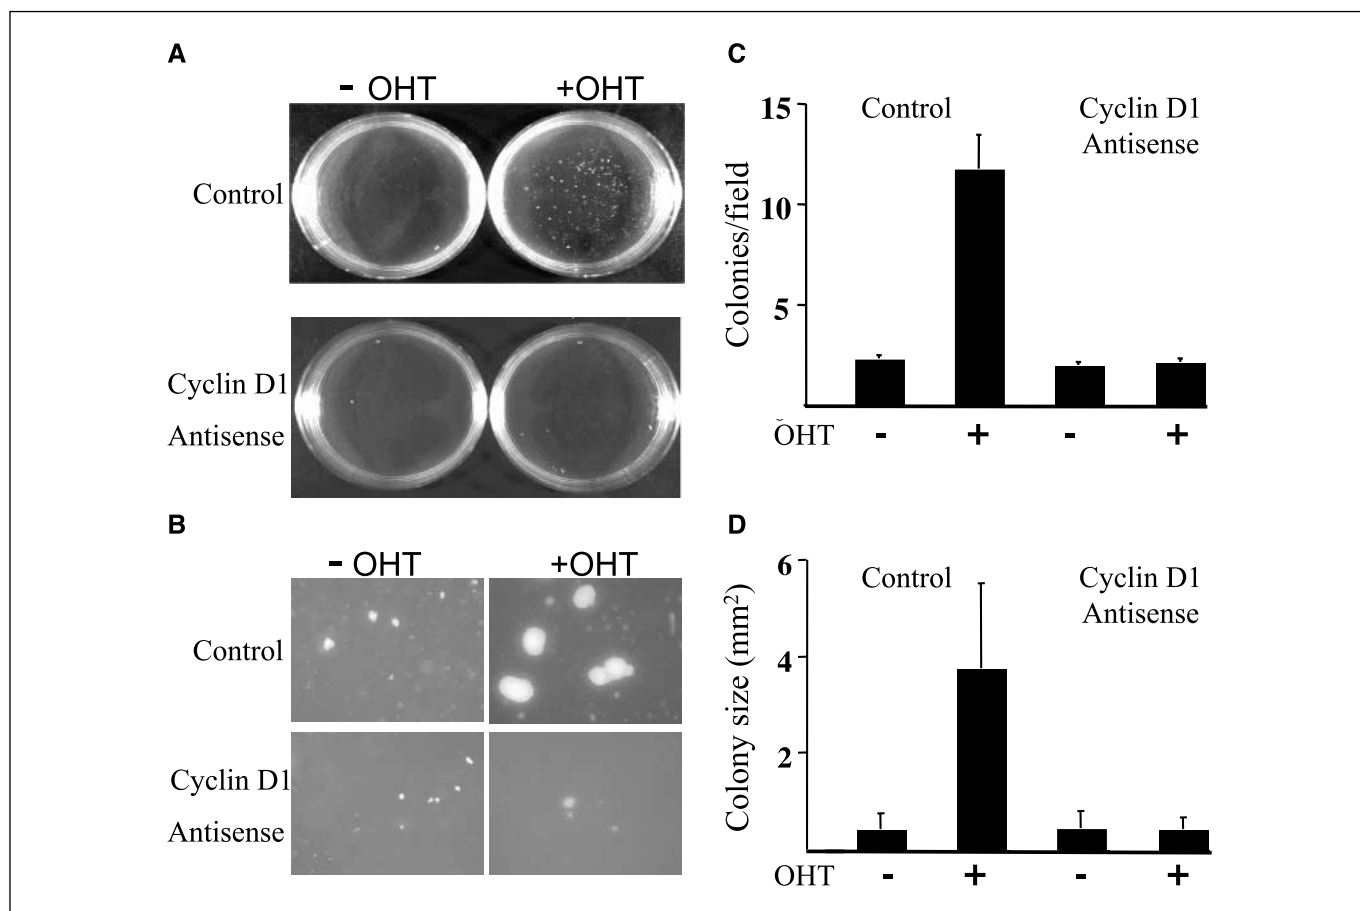 A
- OHT +OHT
Control
Cyclin D1
Antisense
B
- OHT +OHT
Control
Cyclin D1
Antisense
C
Control Cyclin D1
Antisense
Colonies/field
15
10
5
OHT - + - +
D
Control Cyclin D1
Antisense
Colony size (mm²)
6
4
2
OHT - + - +